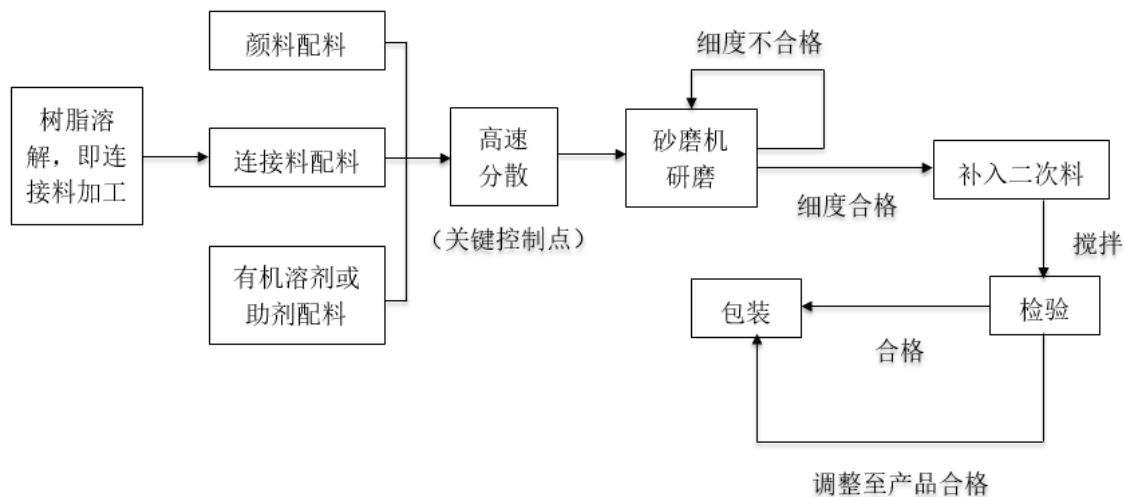 颜料配料
树脂溶
解，即连
接料加工
连接料配料
有机溶剂或
助剂配料
高速
分散
（关键控制点）
细度不合格
砂磨机
研磨
细度合格
补入二次料
搅拌
检验
合格
包装
调整至产品合格